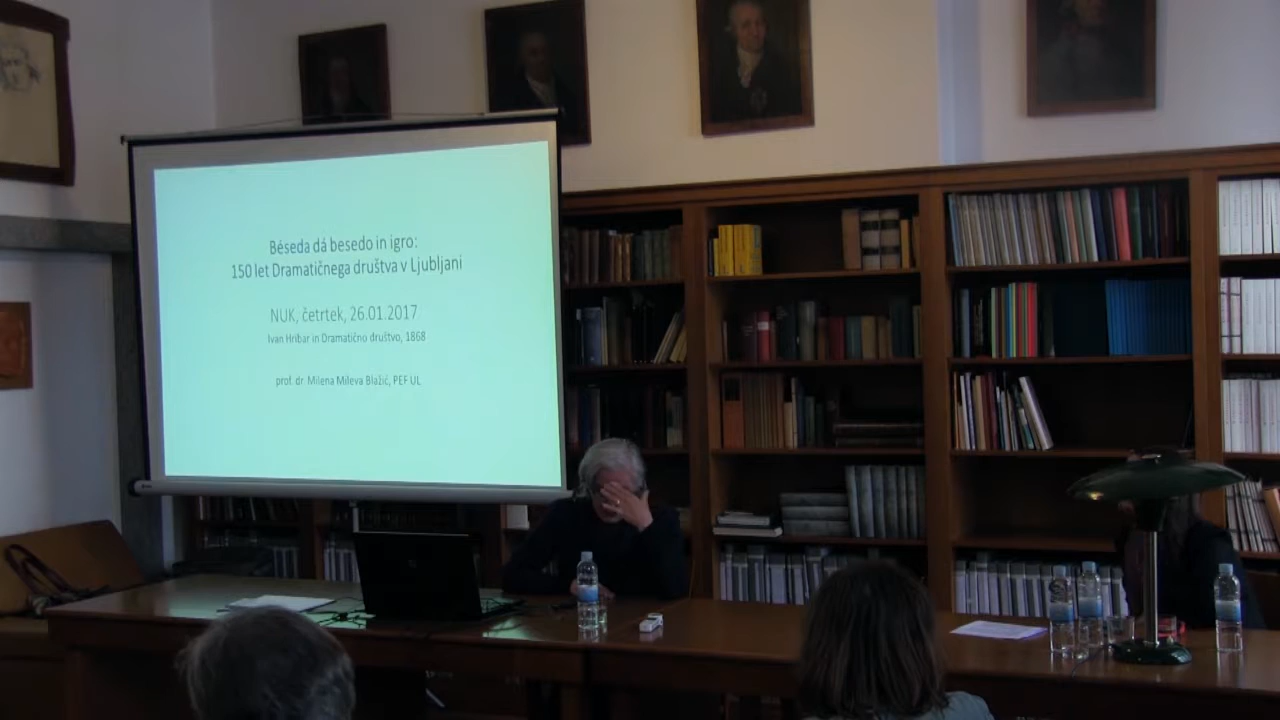 Béseda dá besedo in igro:
150 let Dramatičnega društva v Ljubljani
NUK, četrtek, 26.01.2017
Ivan Hribar in Dramatično društvo, 1868
prof. dr. Milena Mileva Blažić, PEF UL